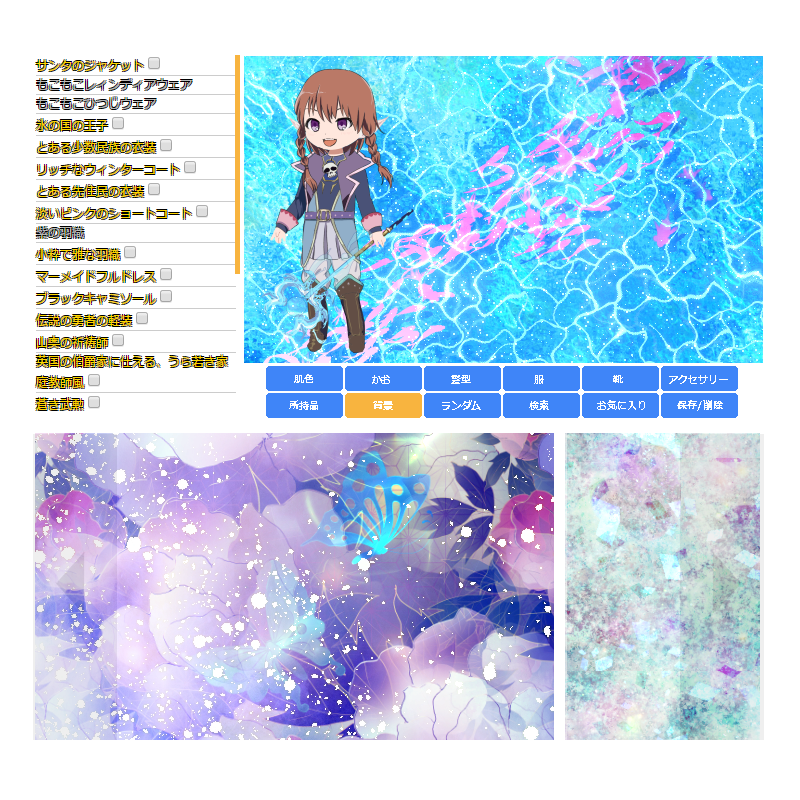 サンタのジャケット
もこもこレィンディアウェア
もこもこひつじウェア
氷の国の王子
とある少数民族の衣装
リッチなウィンターコート
とある先住民の衣装
淡いピンクのショートコート
紫の羽織
小粋で雅な羽織
マーメイドフルドレス
ブラックキャミソール
伝説の勇者の軽装
山奥の祈祷師
英国の伯爵家に仕える、うら若き家
庭教師風
蒼き武勲
肌色 かお 髪型 服 靴 アクセサリー
所持品 背景 ランダム 検索 お気に入り 保存/削除